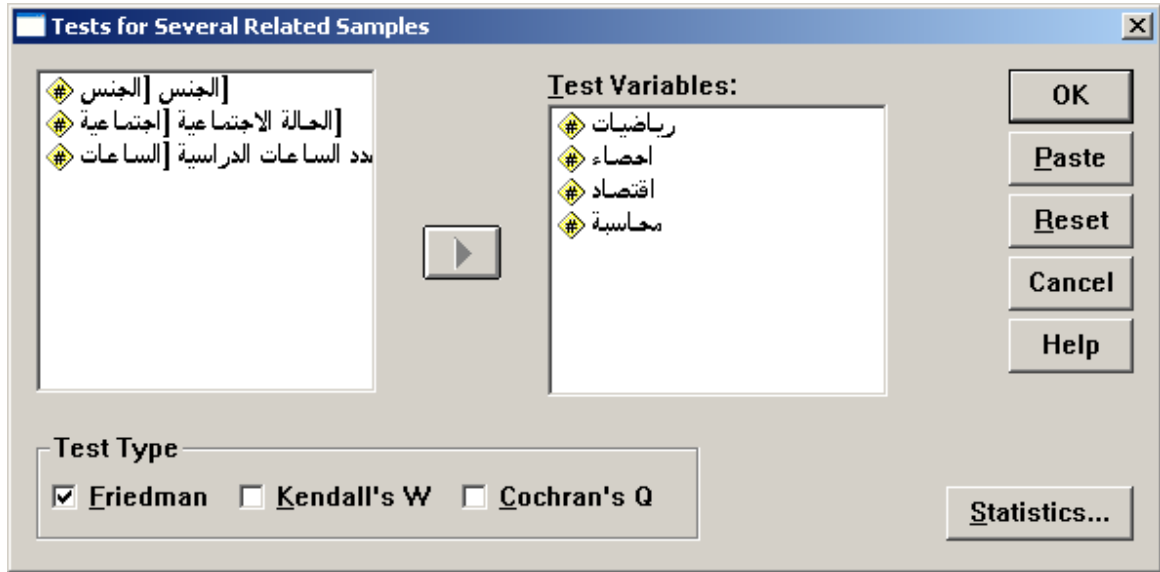 Tests for Several Related Samples
الجنس [الجنس]
الحالة الاجتماعية [اجتماعية]
عدد الساعات الدراسية [الساعات
Test Variables:
رياضيات
احصاء
اقتصاد
محاسبة
OK
Paste
Reset
Cancel
Help
Test Type
Friedman
Kendall's W
Cochran's Q
Statistics...